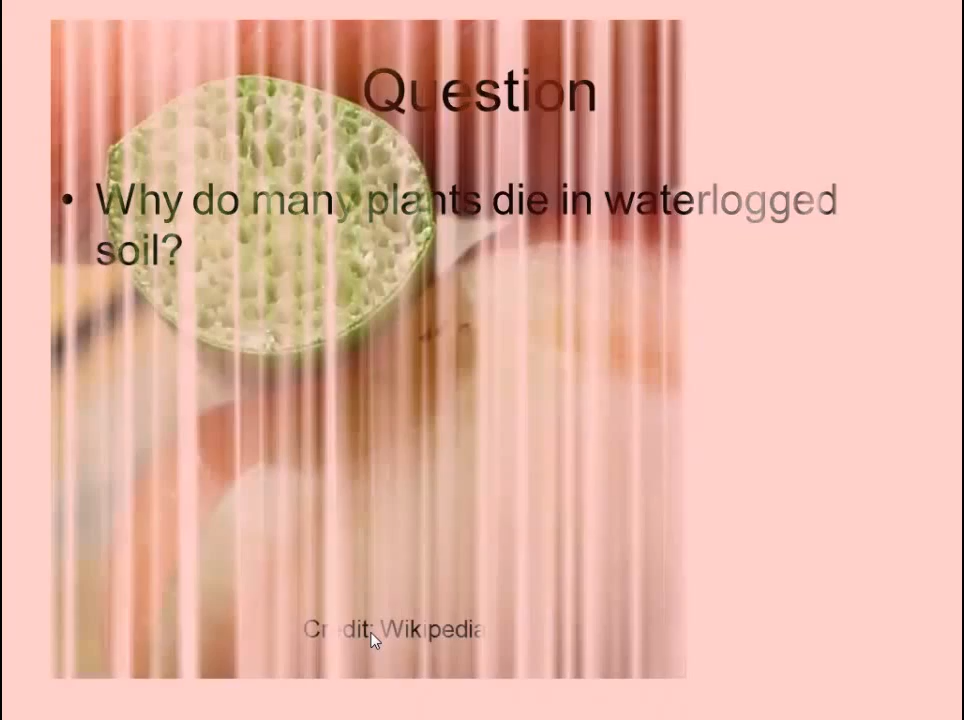 Question
• Why do many plants die in waterlogged
soil?
Credit: Wikipedia